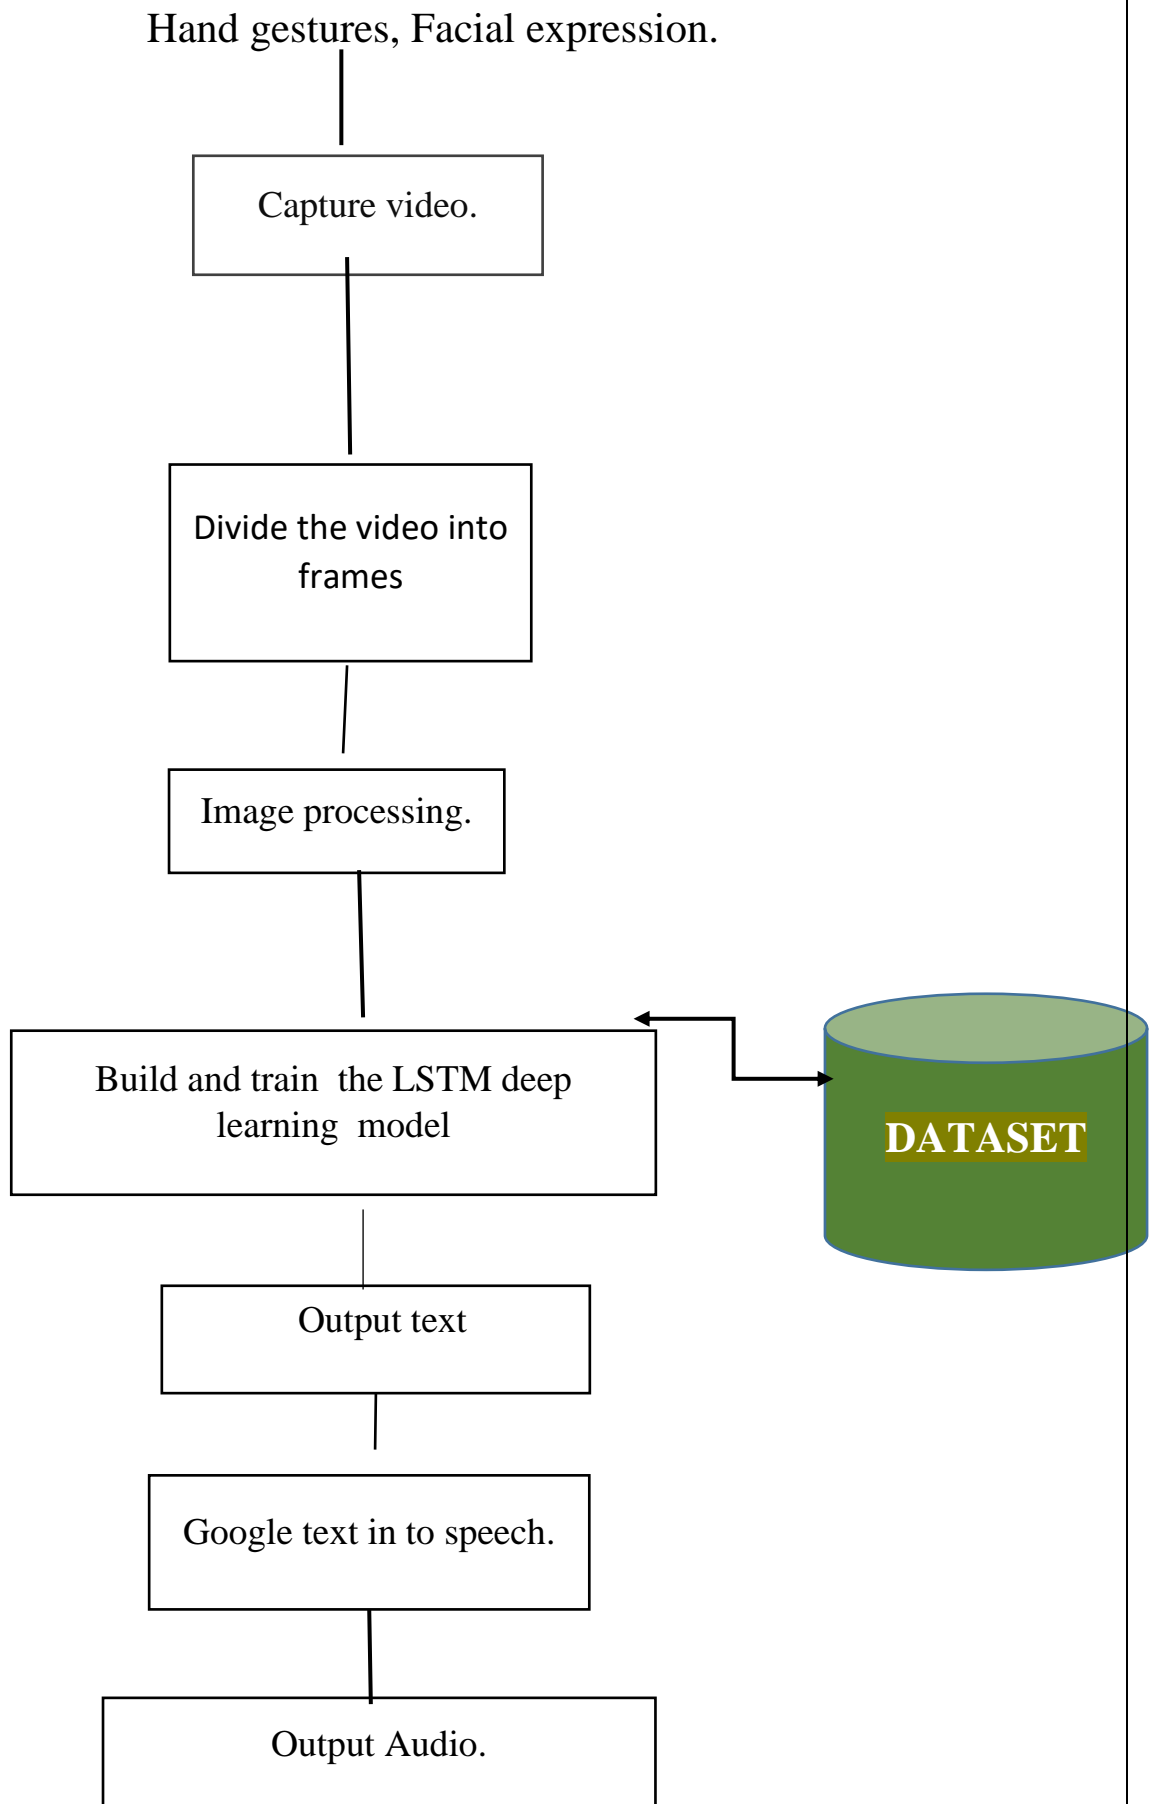 Hand gestures, Facial expression.
Capture video.
Divide the video into
frames
Image processing.
Build and train  the LSTM deep
learning  model
DATASET
Output text
Google text in to speech.
Output Audio.